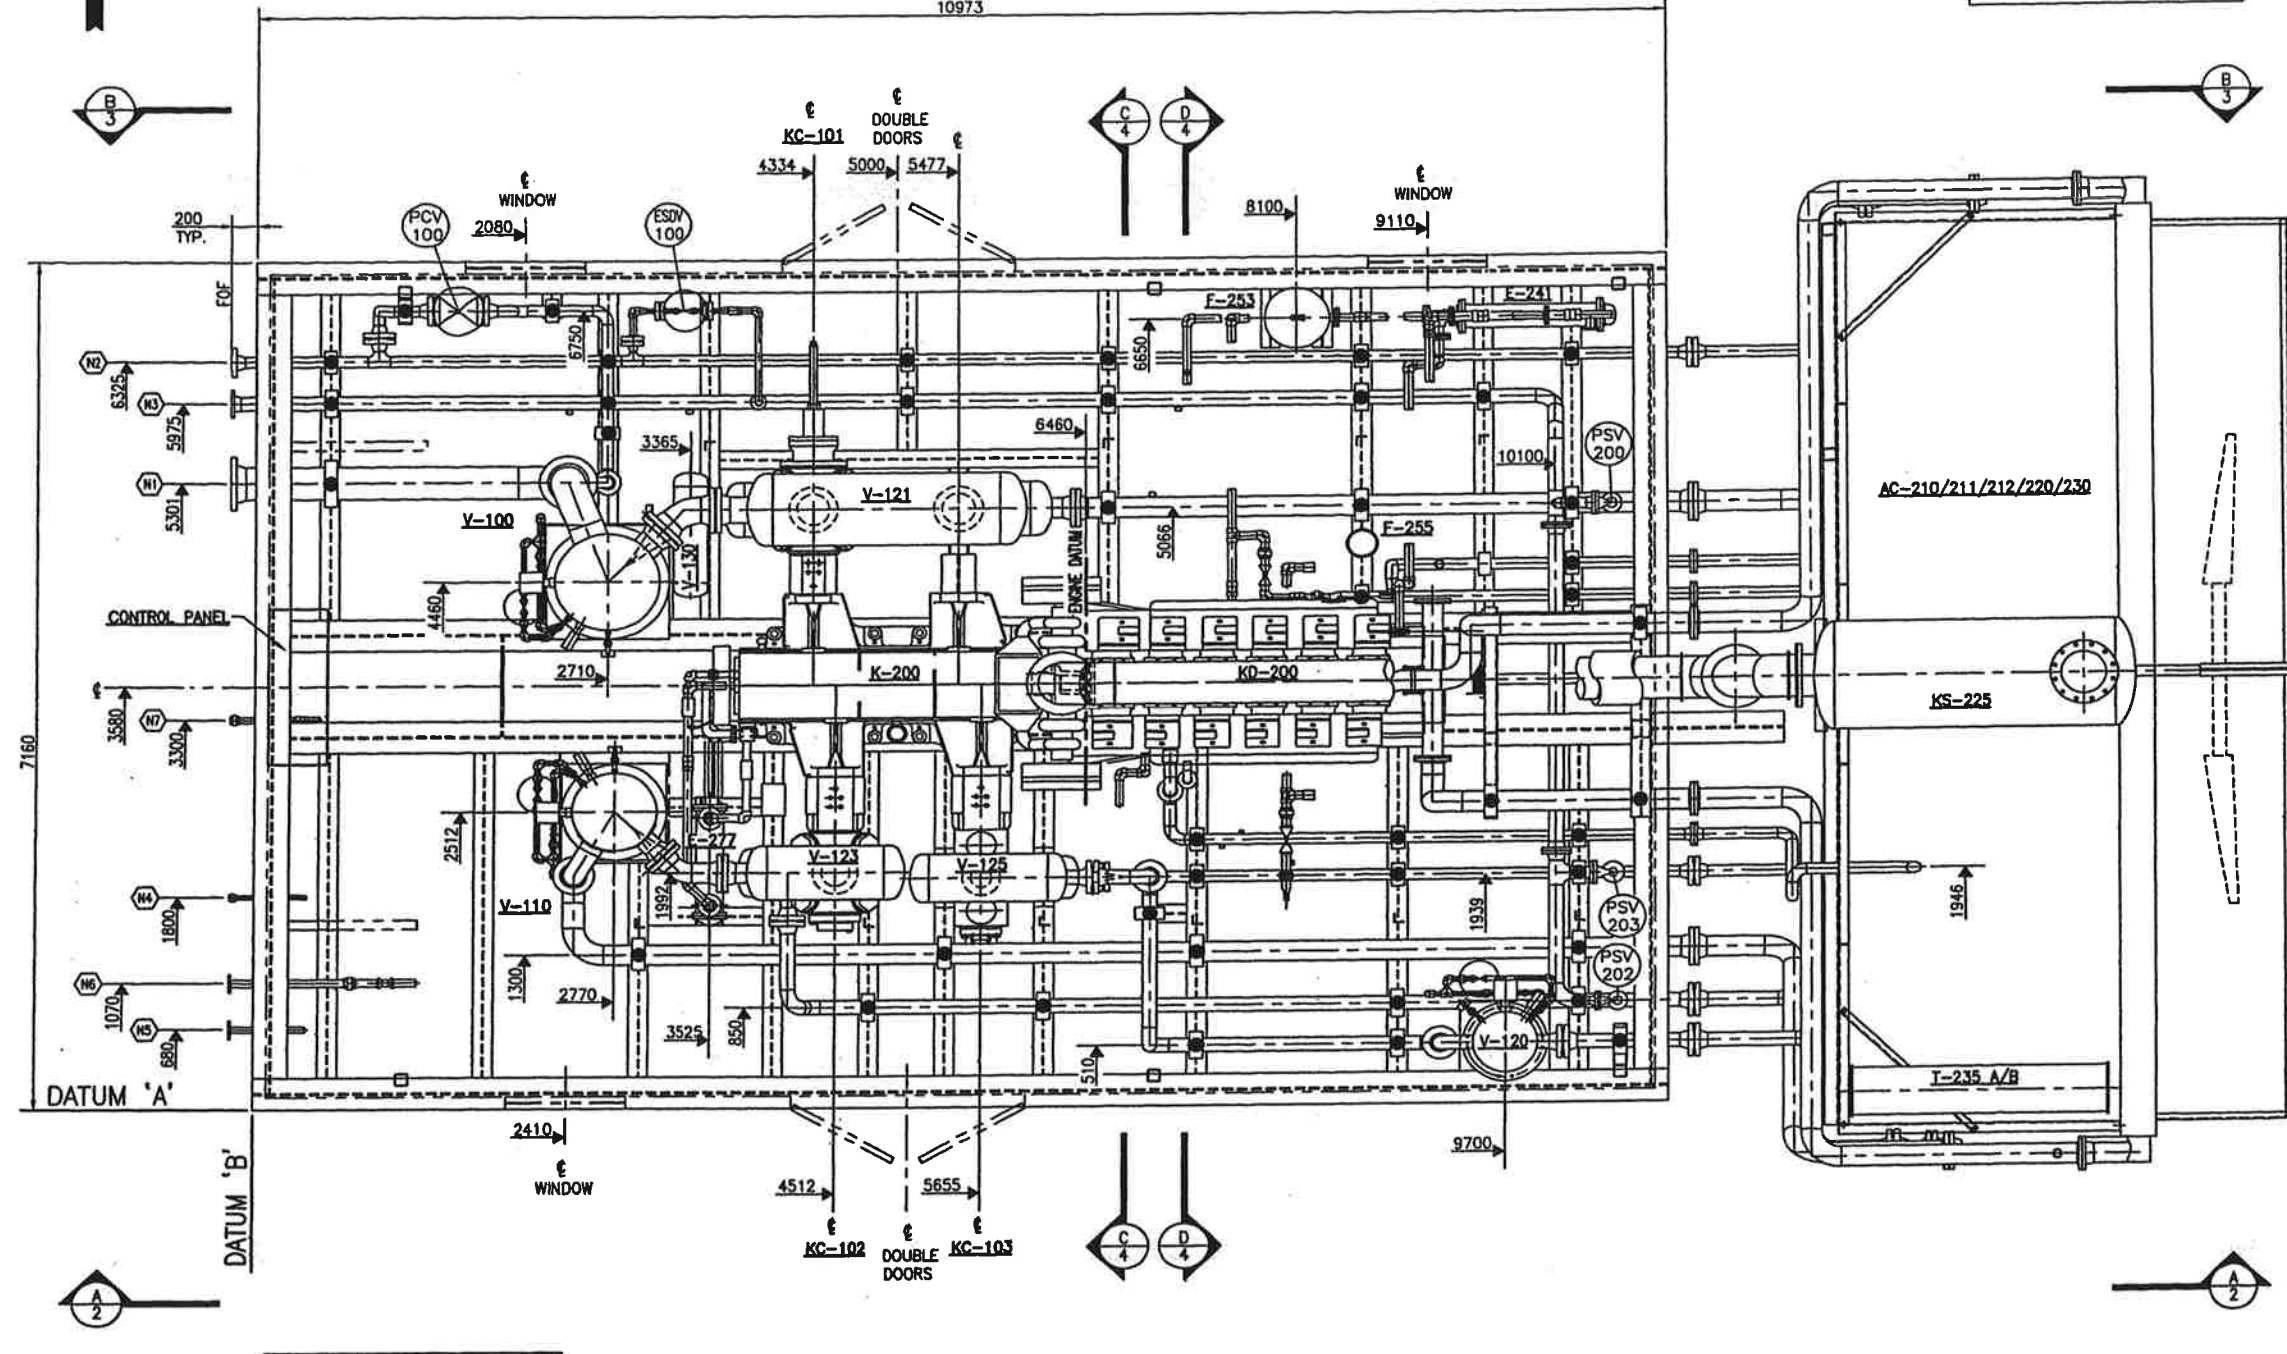 10973
B
3
B
3
℄
KC-101
℄
DOUBLE
DOORS
℄
C
4
D
4
4334
5000
5477
℄
WINDOW
2080
℄
WINDOW
9110
200
TYP.
PCV
100
ESDV
100
8100
FOF
F-253
E-241
6750
6650
N2
6325
N3
5975
3365
6460
PSV
200
10100
N1
5301
V-100
V-121
V-130
ENGINE DATUM
5066
F-255
AC-210/211/212/220/230
4460
CONTROL PANEL
2710
K-200
KD-200
KS-225
℄
3580
N7
3300
7160
2512
V-123
V-125
1992
1939
1946
N4
1800
V-110
PSV
203
PSV
202
N6
1070
1300
2770
3525
850
510
V-120
N5
680
T-235 A/B
DATUM 'A'
DATUM 'B'
2410
℄
WINDOW
9700
4512
5655
℄
KC-102
℄
DOUBLE
DOORS
℄
KC-103
C
4
D
4
A
2
A
2